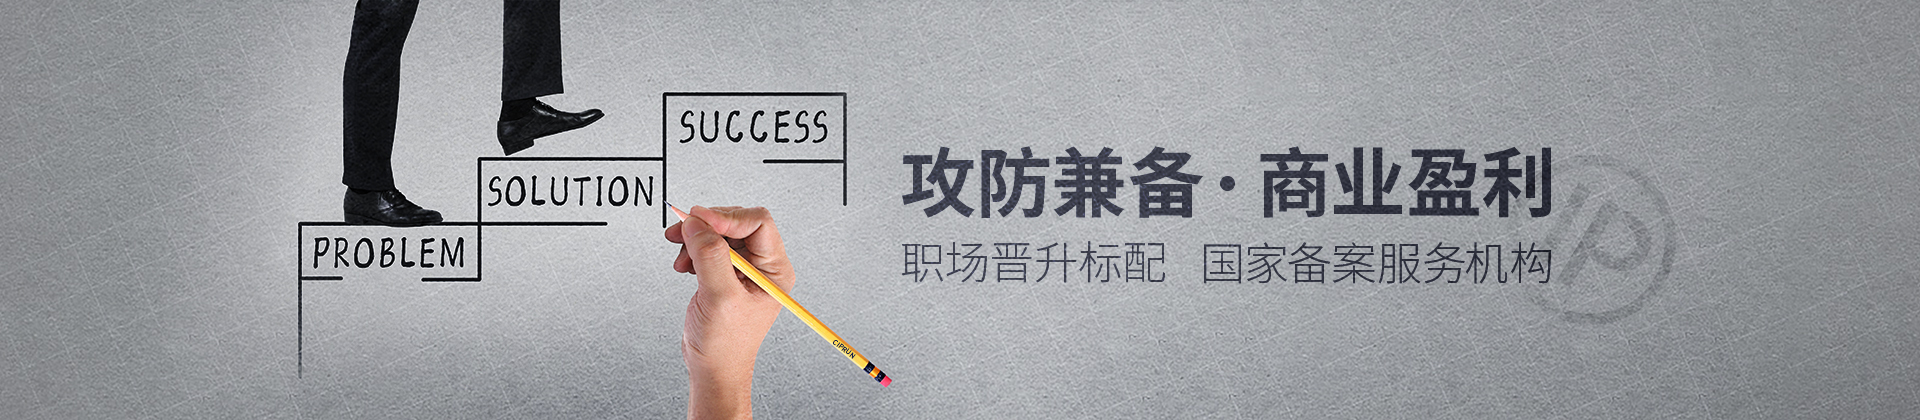 SUCCESS
SOLUTION
PROBLEM
攻防兼备·商业盈利
职场晋升标配 国家备案服务机构
CIPRUN